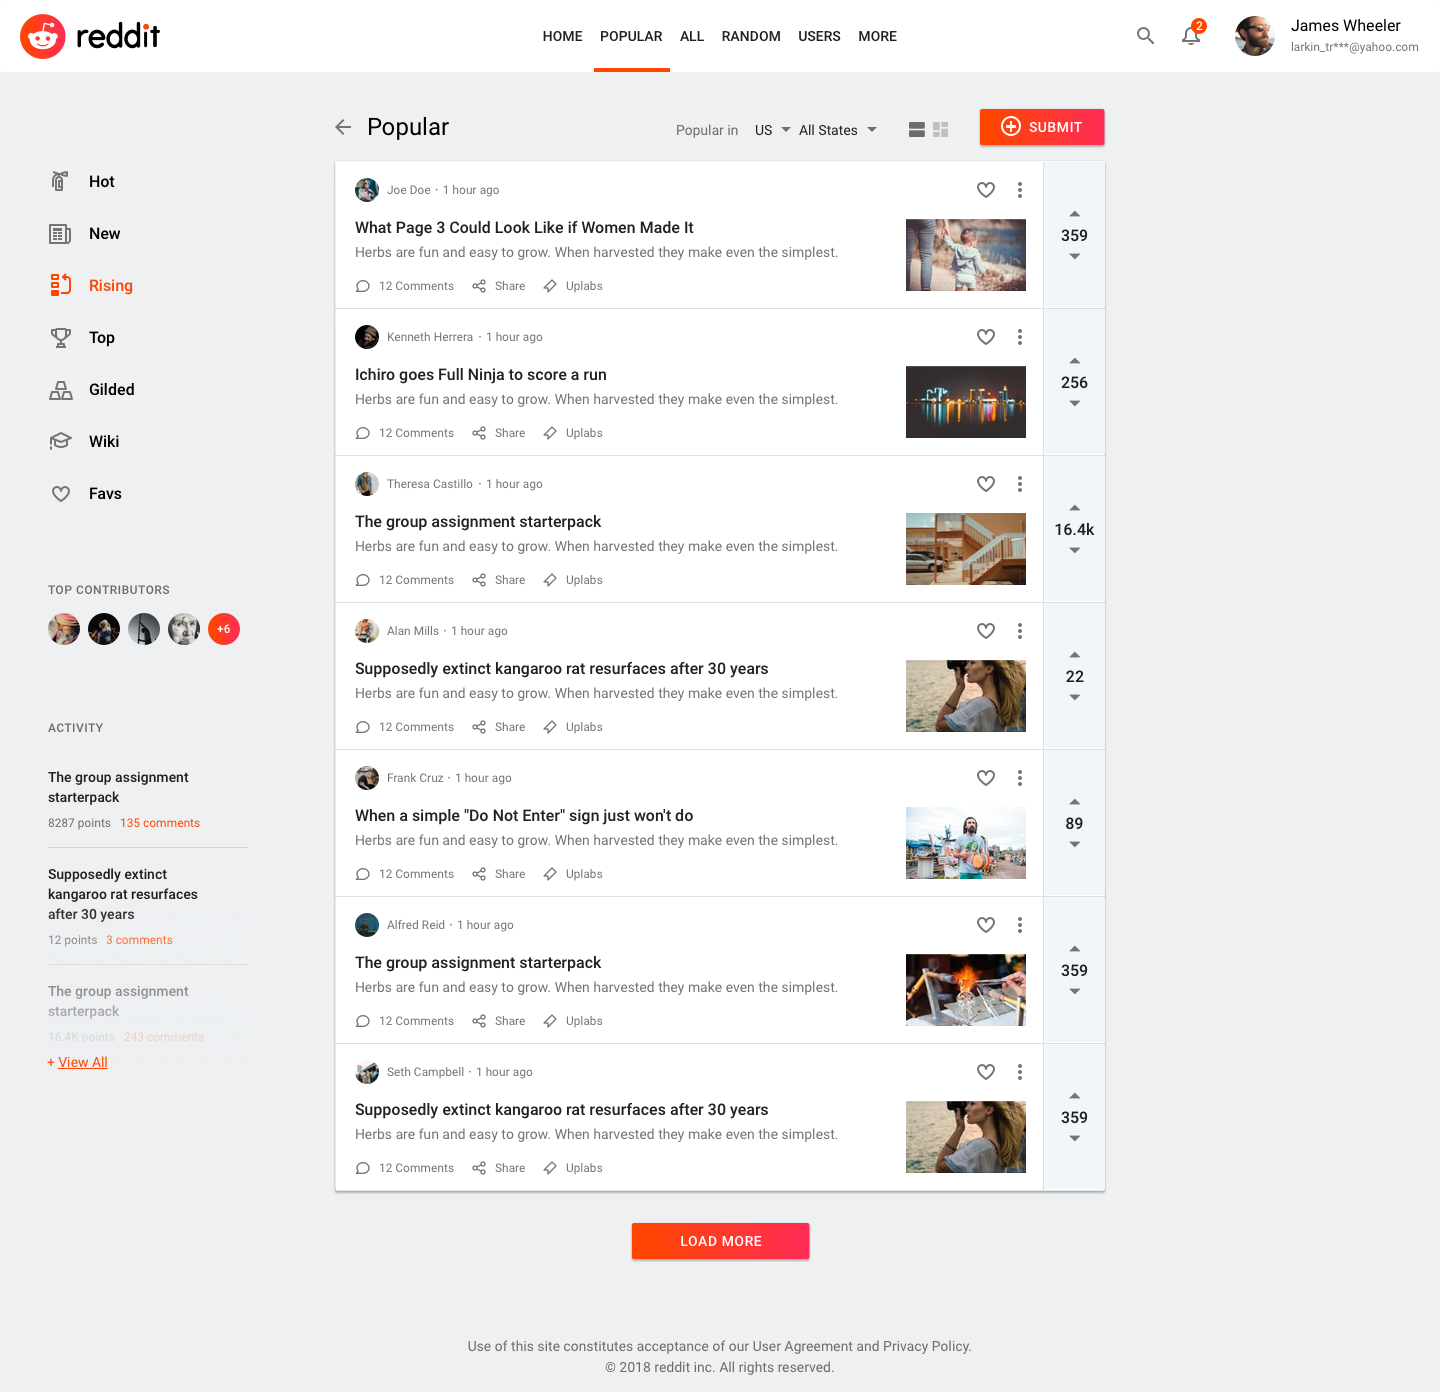 reddit
HOME POPULAR ALL RANDOM USERS MORE
2
James Wheeler
larkin_tr***@yahoo.com
Popular
Popular in US All States
SUBMIT
Hot
New
Rising
Top
Gilded
Wiki
Favs
TOP CONTRIBUTORS
+6
ACTIVITY
The group assignment
starterpack
8287 points 135 comments
Supposedly extinct
kangaroo rat resurfaces
after 30 years
12 points 3 comments
The group assignment
starterpack
16.4K points 243 comments
+ View All
Joe Doe · 1 hour ago
What Page 3 Could Look Like if Women Made It
Herbs are fun and easy to grow. When harvested they make even the simplest.
12 Comments Share Uplabs
359
Kenneth Herrera · 1 hour ago
Ichiro goes Full Ninja to score a run
Herbs are fun and easy to grow. When harvested they make even the simplest.
12 Comments Share Uplabs
256
Theresa Castillo · 1 hour ago
The group assignment starterpack
Herbs are fun and easy to grow. When harvested they make even the simplest.
12 Comments Share Uplabs
16.4k
Alan Mills · 1 hour ago
Supposedly extinct kangaroo rat resurfaces after 30 years
Herbs are fun and easy to grow. When harvested they make even the simplest.
12 Comments Share Uplabs
22
Frank Cruz · 1 hour ago
When a simple "Do Not Enter" sign just won't do
Herbs are fun and easy to grow. When harvested they make even the simplest.
12 Comments Share Uplabs
89
Alfred Reid · 1 hour ago
The group assignment starterpack
Herbs are fun and easy to grow. When harvested they make even the simplest.
12 Comments Share Uplabs
359
Seth Campbell · 1 hour ago
Supposedly extinct kangaroo rat resurfaces after 30 years
Herbs are fun and easy to grow. When harvested they make even the simplest.
12 Comments Share Uplabs
359
LOAD MORE
Use of this site constitutes acceptance of our User Agreement and Privacy Policy.
© 2018 reddit inc. All rights reserved.